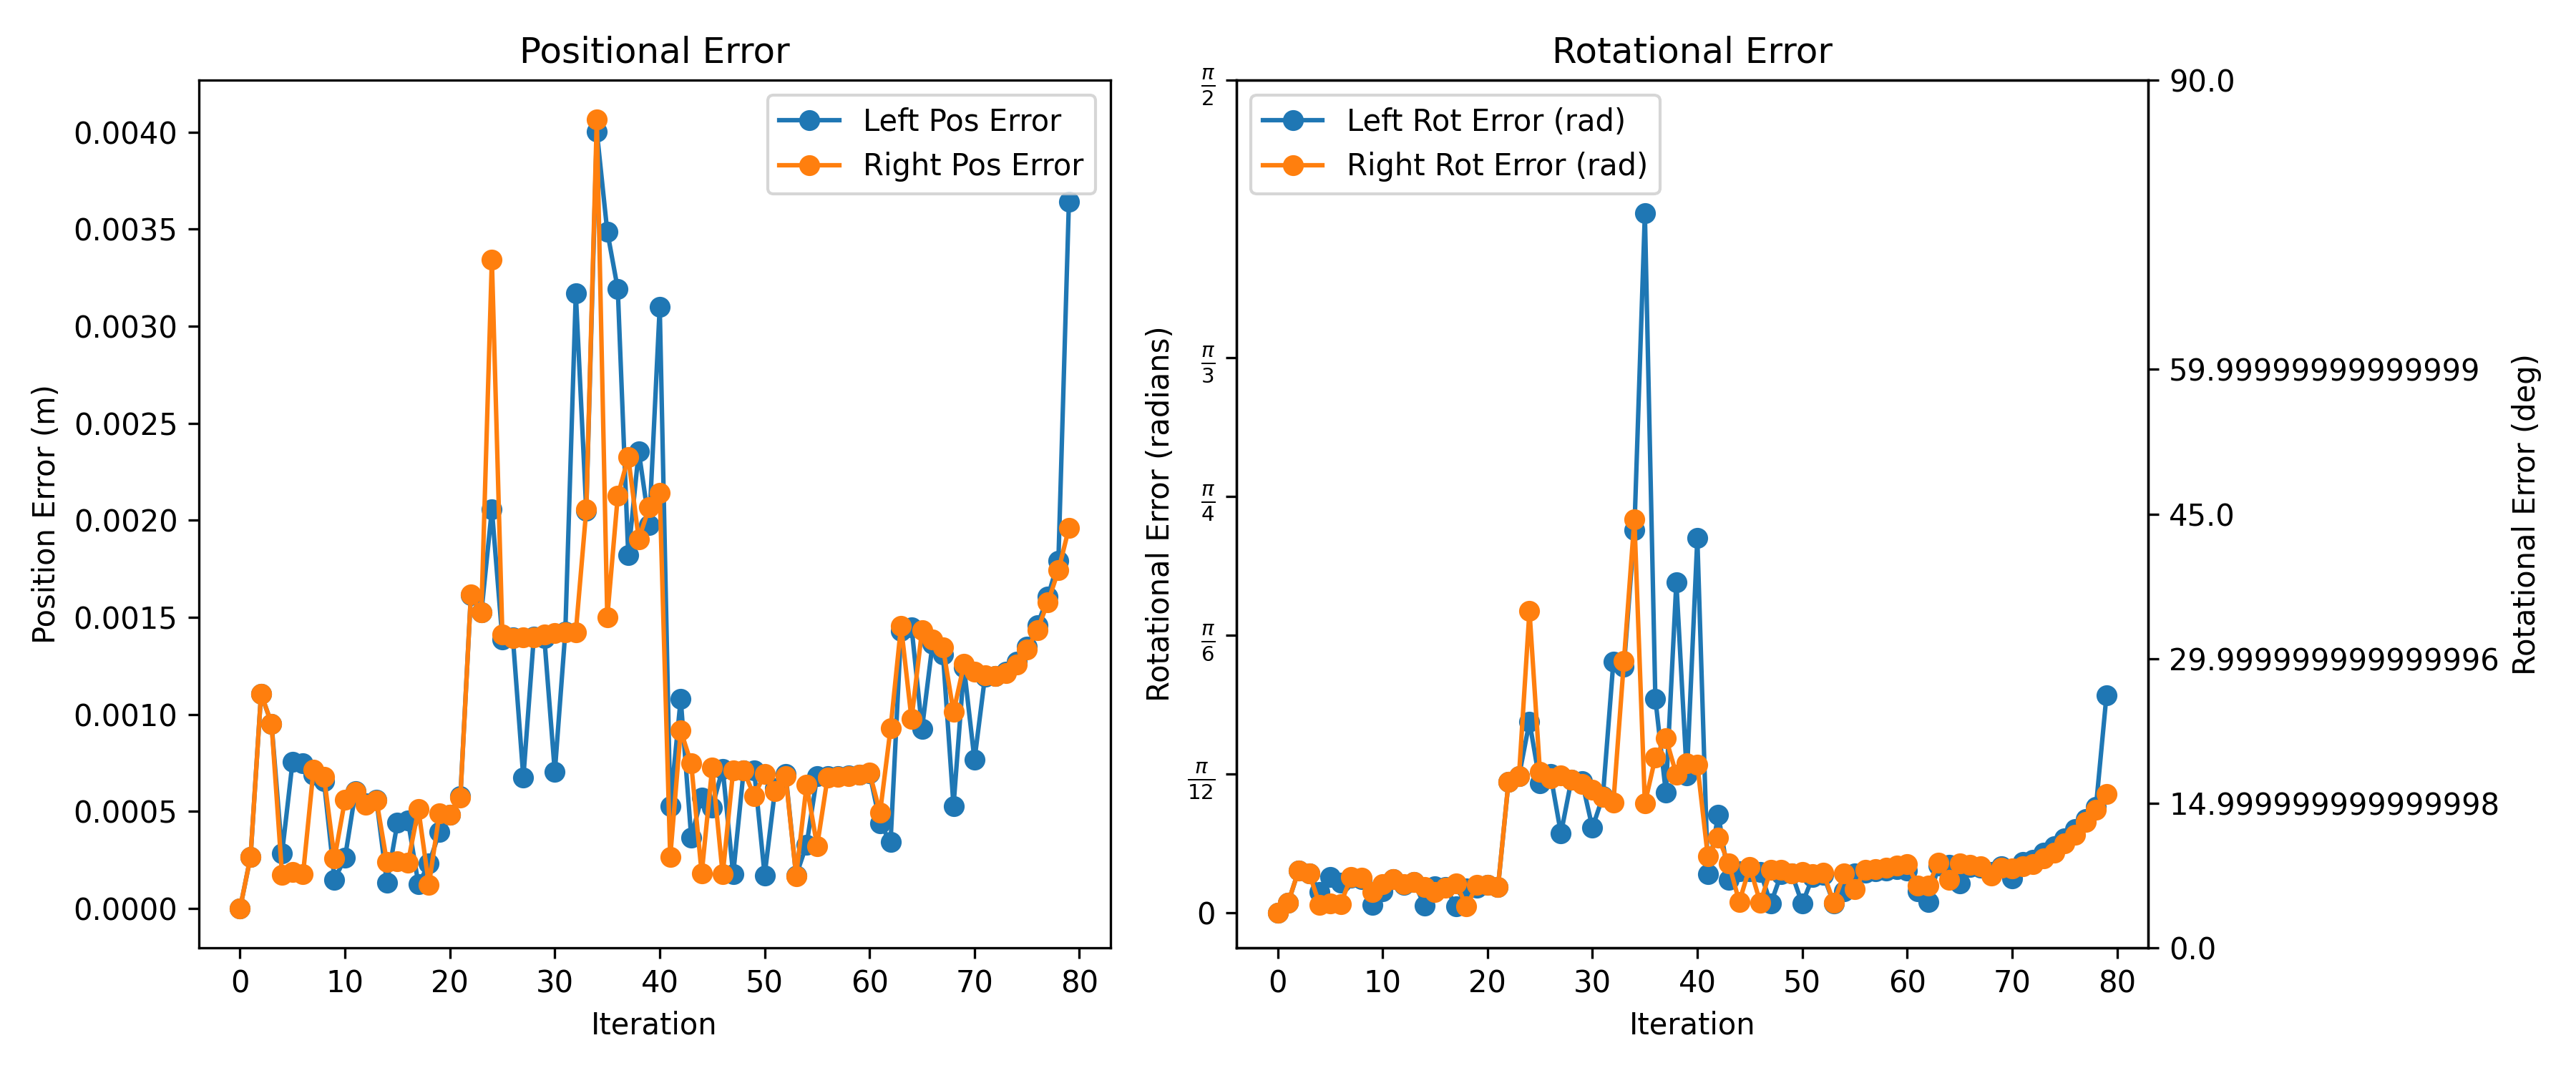 Positional Error
Left Pos Error
Right Pos Error
0.0040
0.0035
0.0030
0.0025
0.0020
0.0015
0.0010
0.0005
0.0000
Position Error (m)
0 10 20 30 40 50 60 70 80
Iteration
Rotational Error
Left Rot Error (rad)
Right Rot Error (rad)
π/2
π/3
π/4
π/6
π/12
0
Rotational Error (radians)
90.0
59.99999999999999
45.0
29.999999999999996
14.999999999999998
0.0
Rotational Error (deg)
0 10 20 30 40 50 60 70 80
Iteration